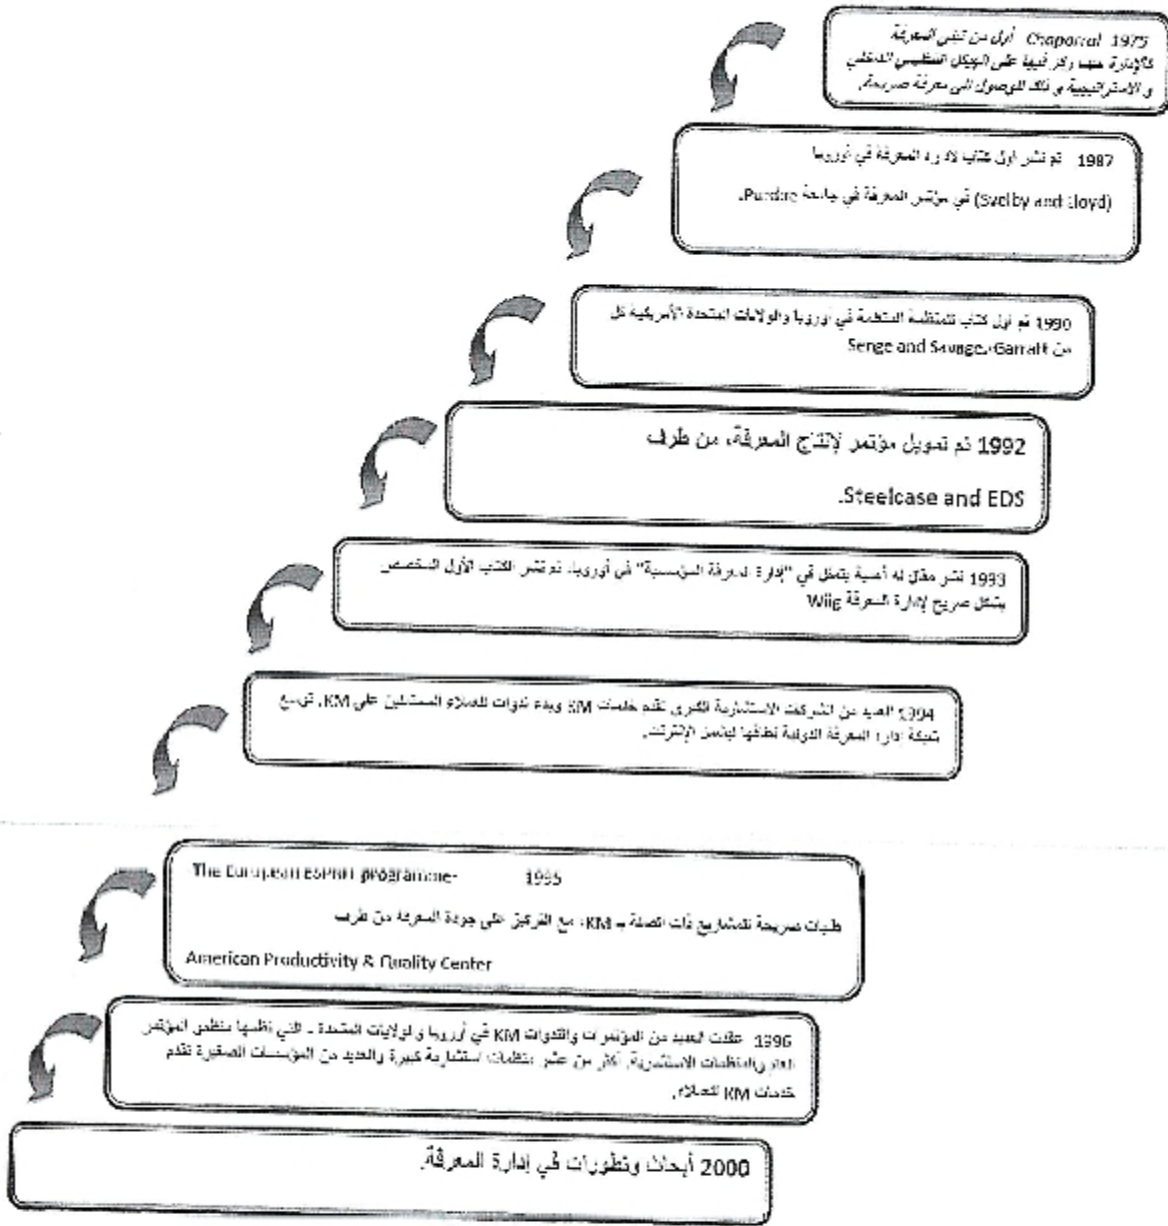 1975 Chaparral أول من تبنى المعرفة
كالإدارة حيث ركز فيها على الهيكل التنظيمي الداخلي
و الاستراتيجية و ذلك للوصول الى معرفة صريحة.
1987 تم نشر اول كتاب لادارة المعرفة في أوروبا
(Svelby and Lloyd) في مؤتمر المعرفة في جامعة Purdue.
1990 تم أول كتاب للمنظمة المتعلمة في أوروبا والولايات المتحدة الأمريكية كل
من Senge and Savage، Garratt
1992 تم تمويل مؤتمر لإنتاج المعرفة، من طرف
Steelcase and EDS.
1993 نشر مقال له أهمية يتمثل في "إدارة المعرفة المؤسسية" في أوروبا، تم نشر الكتاب الأول المخصص
بشكل صريح لإدارة المعرفة Wiig
1994 العديد من الشركات الاستشارية الكبرى تقدم خدمات KM وبدء ندوات للعملاء المحتملين على KM. توسع
شبكة إدارة المعرفة الدولية نطاقها ليشمل الإنترنت.
The European ESPRIT programme- 1995
طلبات صريحة للمشاريع ذات الصلة بـ KM، مع التركيز على جودة المعرفة من طرف
American Productivity & Quality Center
1996 عقدت العديد من المؤتمرات والندوات KM في أوروبا والولايات المتحدة - التي نظمها منظمو المؤتمر
العام والمنظمات الاستشارية. أكثر من عشر منظمات استشارية كبيرة والعديد من المؤسسات الصغيرة تقدم
خدمات KM للعملاء.
2000 أبحاث وتطورات في إدارة المعرفة.